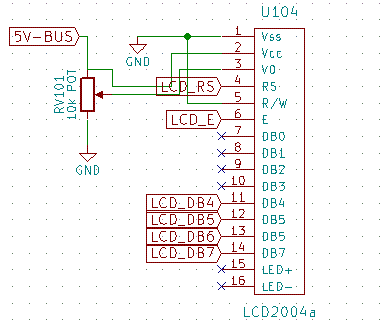 U104
5V-BUS
GND
RV101
10k POT
GND
LCD_RS
LCD_E
LCD_DB4
LCD_DB5
LCD_DB6
LCD_DB7
1 Vss
2 Vcc
3 VO
4 RS
5 R/W
6 E
7 DB0
8 DB1
9 DB2
10 DB3
11 DB4
12 DB5
13 DB5
14 DB7
15 LED+
16 LED-
LCD2004a